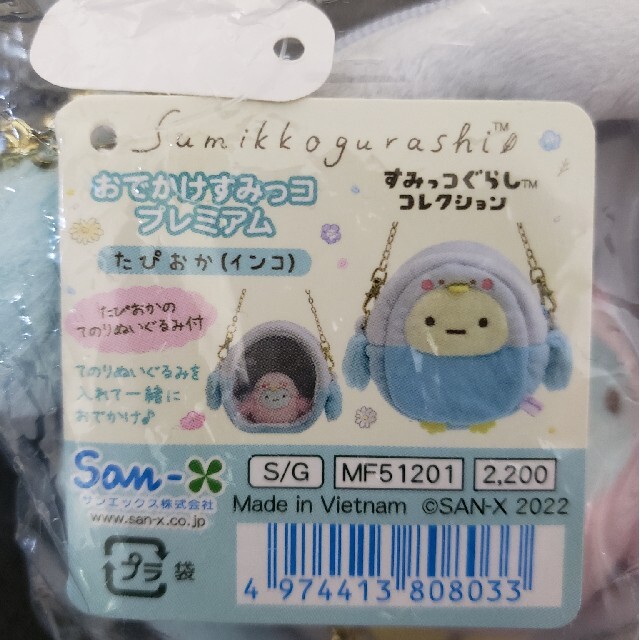 Sumikkogurashi™
おでかけすみっコ
プレミアム
たぴおか(インコ)
すみっコぐらし™
コレクション
たぴおかの
てのりぬいぐるみ付
てのりぬいぐるみを
入れて一緒に
おでかけ♪
San-X
サンエックス株式会社
www.san-x.co.jp
S/G MF51201 2,200
Made in Vietnam ©SAN-X 2022
プラ 袋
4 974413 808033